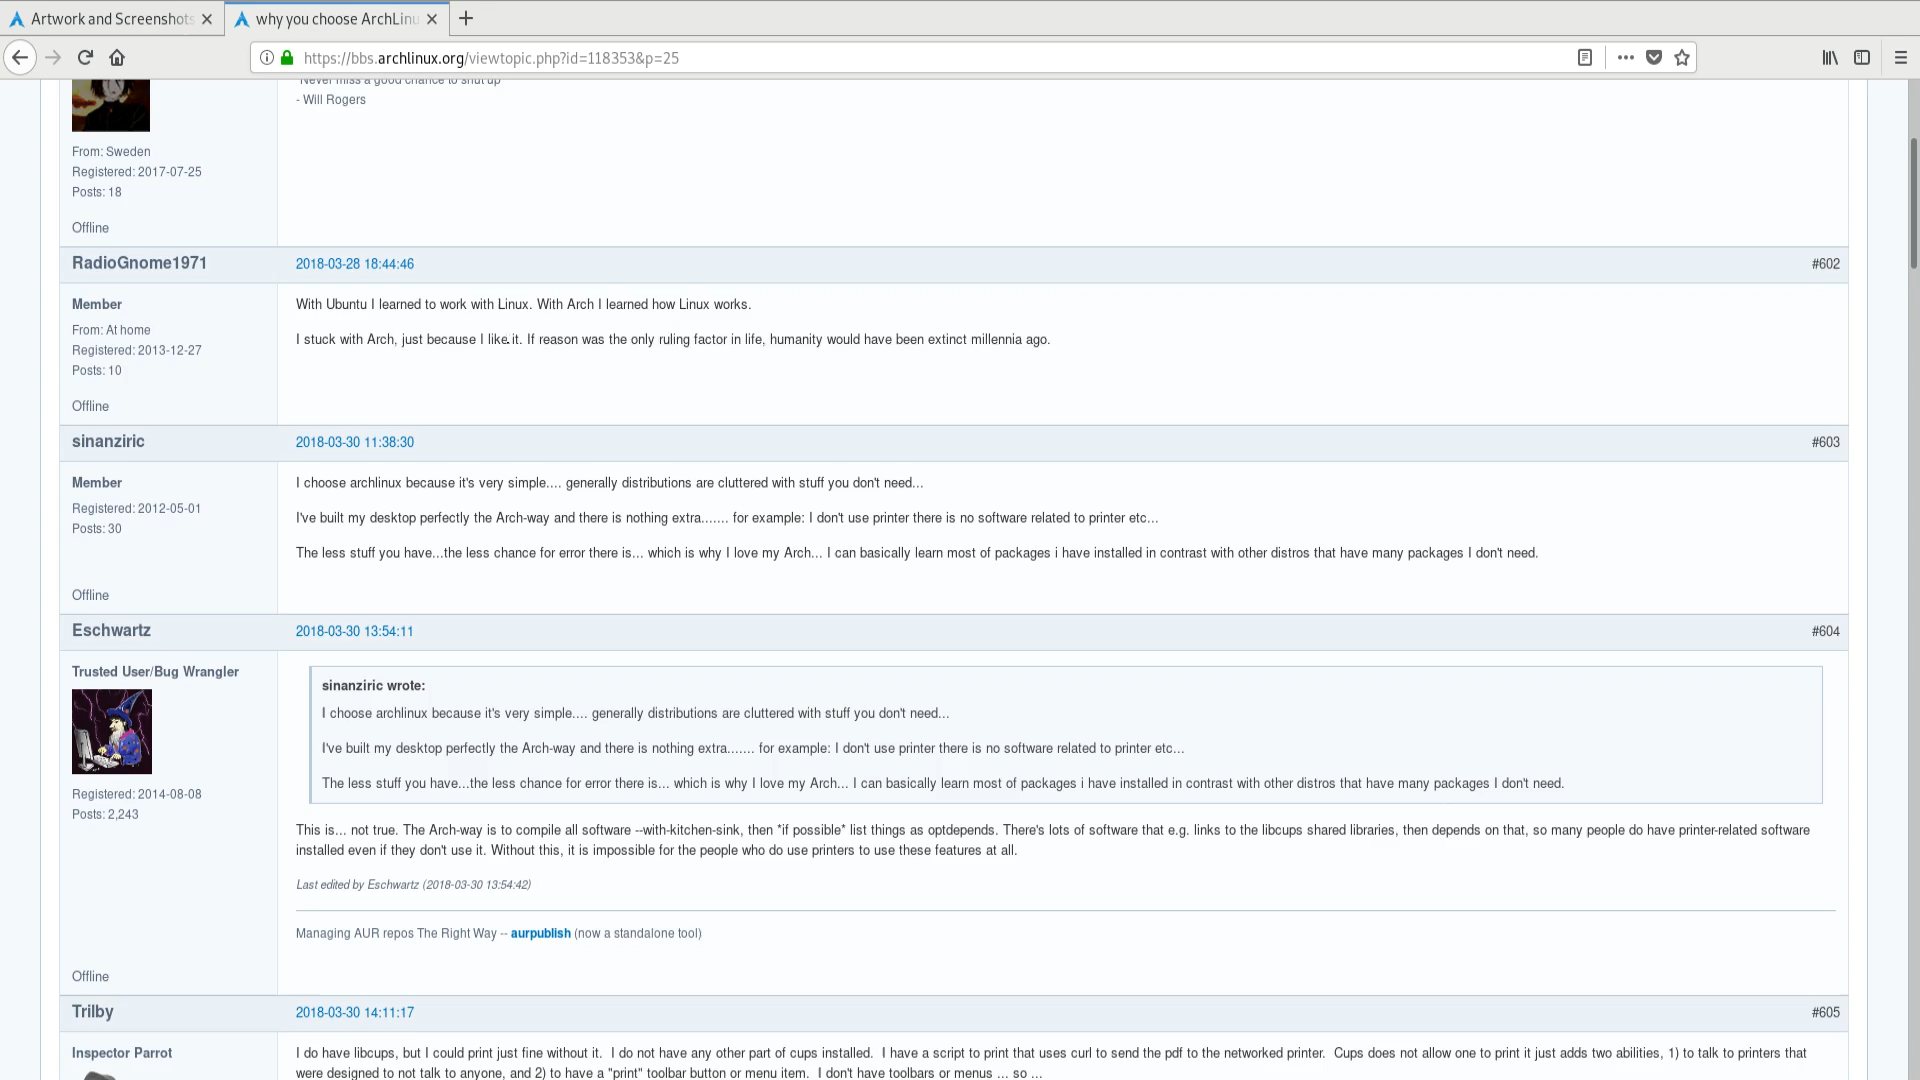 Artwork and Screenshots
why you choose ArchLinu
https://bbs.archlinux.org/viewtopic.php?id=118353&p=25
"Never miss a good chance to shut up"
- Will Rogers
From: Sweden
Registered: 2017-07-25
Posts: 18
Offline
RadioGnome1971
2018-03-28 18:44:46
#602
Member
From: At home
Registered: 2013-12-27
Posts: 10
Offline
With Ubuntu I learned to work with Linux. With Arch I learned how Linux works.
I stuck with Arch, just because I like it. If reason was the only ruling factor in life, humanity would have been extinct millennia ago.
sinanziric
2018-03-30 11:38:30
#603
Member
Registered: 2012-05-01
Posts: 30
Offline
I choose archlinux because it's very simple.... generally distributions are cluttered with stuff you don't need...
I've built my desktop perfectly the Arch-way and there is nothing extra....... for example: I don't use printer there is no software related to printer etc...
The less stuff you have...the less chance for error there is... which is why I love my Arch... I can basically learn most of packages i have installed in contrast with other distros that have many packages I don't need.
Eschwartz
2018-03-30 13:54:11
#604
Trusted User/Bug Wrangler
Registered: 2014-08-08
Posts: 2,243
Offline
sinanziric wrote:
I choose archlinux because it's very simple.... generally distributions are cluttered with stuff you don't need...
I've built my desktop perfectly the Arch-way and there is nothing extra....... for example: I don't use printer there is no software related to printer etc...
The less stuff you have...the less chance for error there is... which is why I love my Arch... I can basically learn most of packages i have installed in contrast with other distros that have many packages I don't need.
This is... not true. The Arch-way is to compile all software --with-kitchen-sink, then *if possible* list things as optdepends. There's lots of software that e.g. links to the libcups shared libraries, then depends on that, so many people do have printer-related software
installed even if they don't use it. Without this, it is impossible for the people who do use printers to use these features at all.
Last edited by Eschwartz (2018-03-30 13:54:42)
Managing AUR repos The Right Way -- aurpublish (now a standalone tool)
Trilby
2018-03-30 14:11:17
#605
Inspector Parrot
I do have libcups, but I could print just fine without it.  I do not have any other part of cups installed.  I have a script to print that uses curl to send the pdf to the networked printer.  Cups does not allow one to print it just adds two abilities, 1) to talk to printers that
were designed to not talk to anyone, and 2) to have a "print" toolbar button or menu item.  I don't have toolbars or menus ... so ...